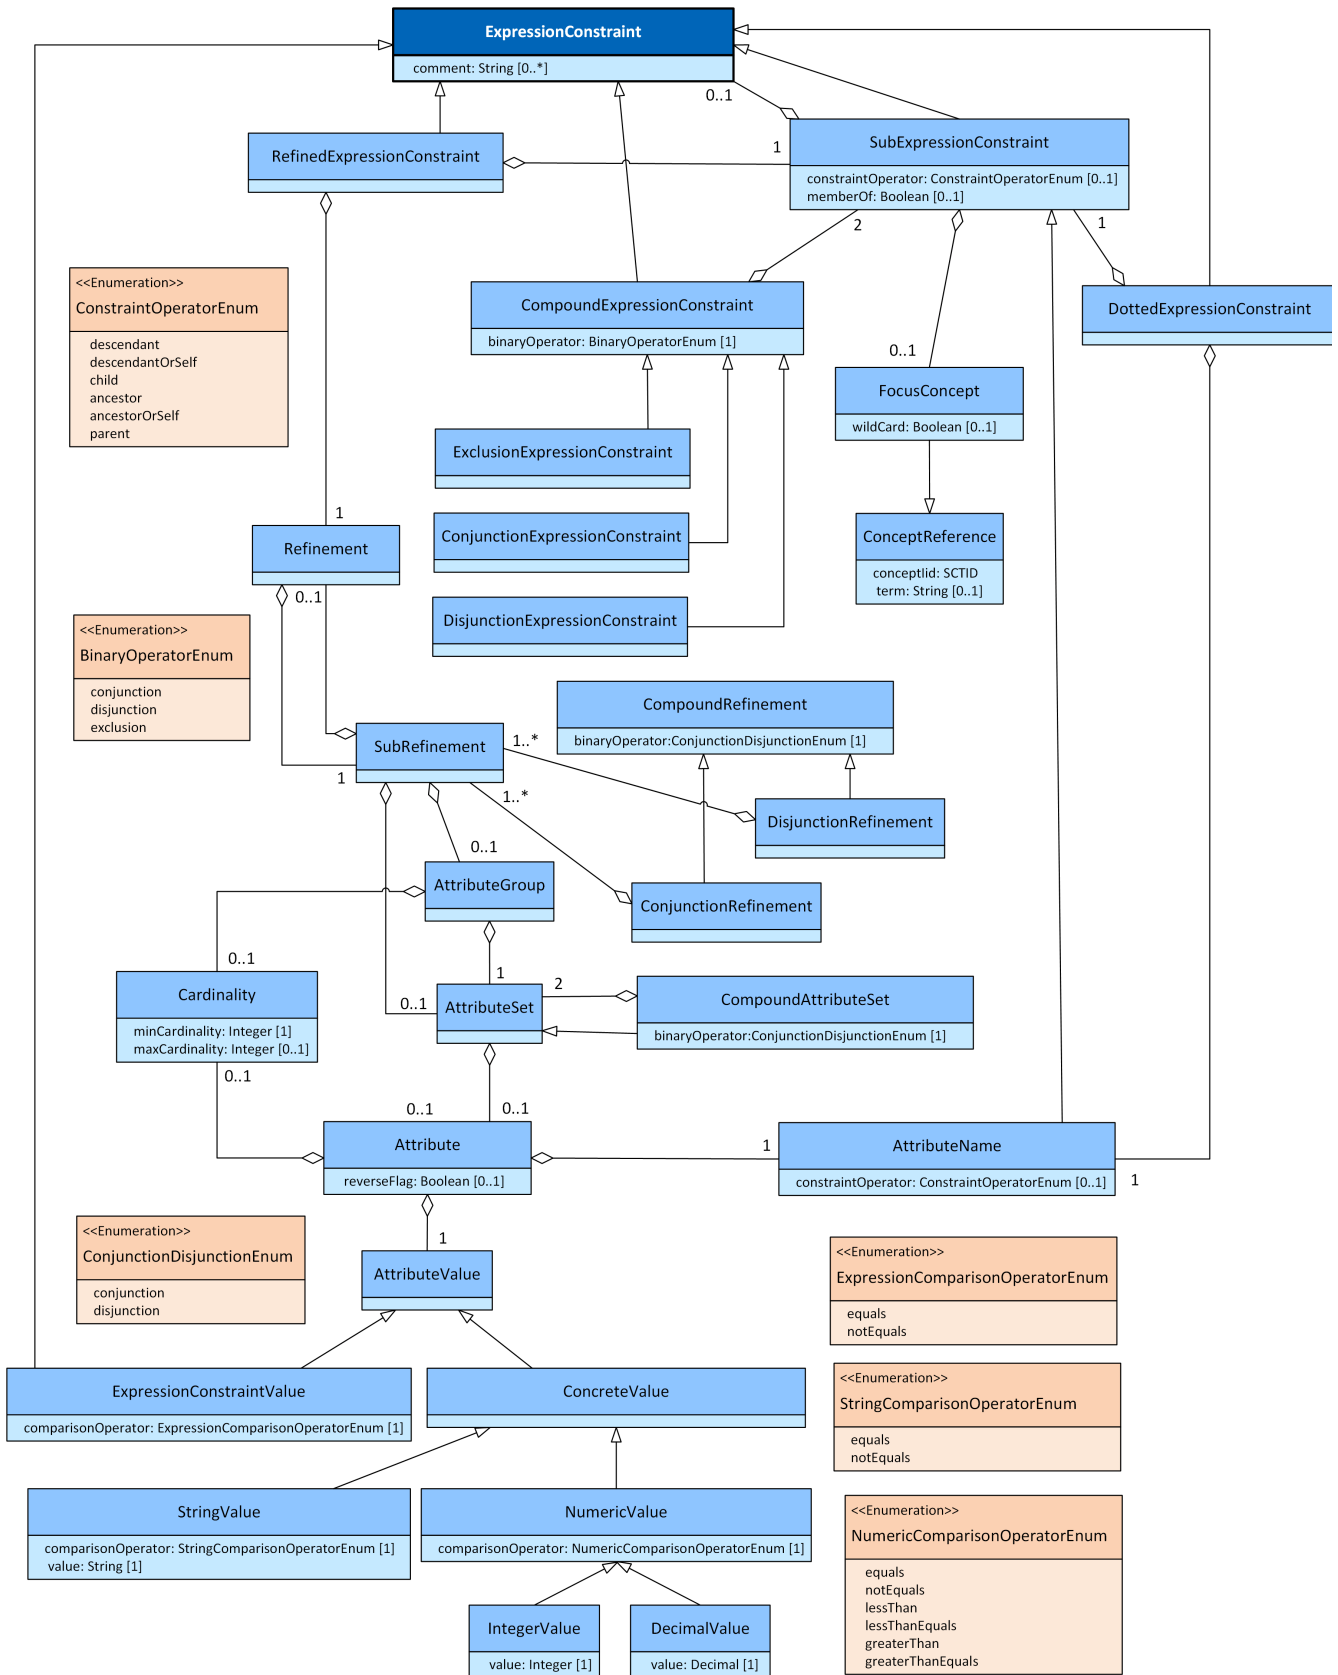 ExpressionConstraint
comment: String [0..*]
0..1
RefinedExpressionConstraint
1
SubExpressionConstraint
constraintOperator: ConstraintOperatorEnum [0..1]
memberOf: Boolean [0..1]
2
1
<<Enumeration>>
ConstraintOperatorEnum
descendant
descendantOrSelf
child
ancestor
ancestorOrSelf
parent
CompoundExpressionConstraint
binaryOperator: BinaryOperatorEnum [1]
DottedExpressionConstraint
0..1
FocusConcept
wildCard: Boolean [0..1]
ExclusionExpressionConstraint
1
Refinement
0..1
ConjunctionExpressionConstraint
ConceptReference
conceptIid: SCTID
term: String [0..1]
DisjunctionExpressionConstraint
<<Enumeration>>
BinaryOperatorEnum
conjunction
disjunction
exclusion
CompoundRefinement
binaryOperator:ConjunctionDisjunctionEnum [1]
SubRefinement
1..*
1
1..*
DisjunctionRefinement
0..1
AttributeGroup
ConjunctionRefinement
0..1
Cardinality
minCardinality: Integer [1]
maxCardinality: Integer [0..1]
0..1
1
2
0..1
AttributeSet
CompoundAttributeSet
binaryOperator:ConjunctionDisjunctionEnum [1]
0..1
0..1
Attribute
reverseFlag: Boolean [0..1]
1
AttributeName
constraintOperator: ConstraintOperatorEnum [0..1]
1
<<Enumeration>>
ConjunctionDisjunctionEnum
conjunction
disjunction
1
AttributeValue
<<Enumeration>>
ExpressionComparisonOperatorEnum
equals
notEquals
ExpressionConstraintValue
comparisonOperator: ExpressionComparisonOperatorEnum [1]
ConcreteValue
<<Enumeration>>
StringComparisonOperatorEnum
equals
notEquals
StringValue
comparisonOperator: StringComparisonOperatorEnum [1]
value: String [1]
NumericValue
comparisonOperator: NumericComparisonOperatorEnum [1]
<<Enumeration>>
NumericComparisonOperatorEnum
equals
notEquals
lessThan
lessThanEquals
greaterThan
greaterThanEquals
IntegerValue
value: Integer [1]
DecimalValue
value: Decimal [1]